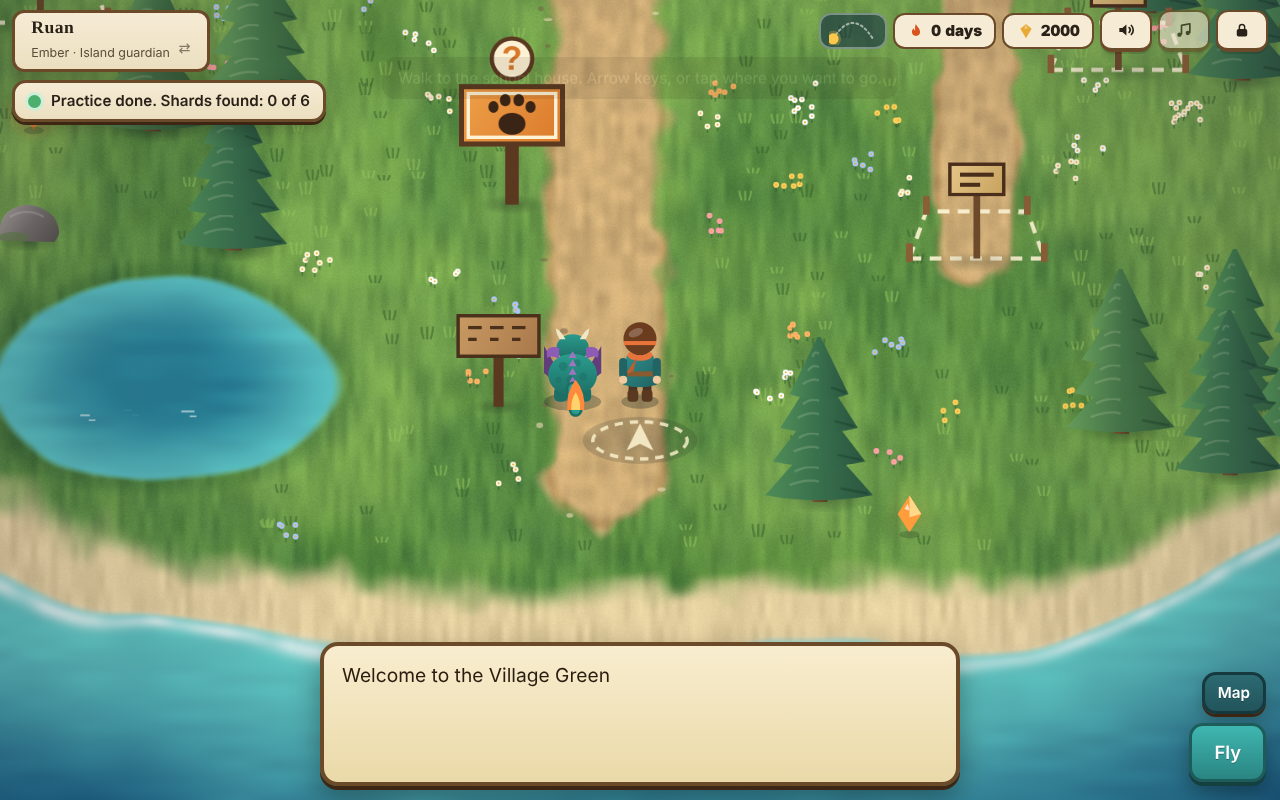 Ruan
Ember · Island guardian
Practice done. Shards found: 0 of 6
?
Walk to the school house. Arrow keys, or tap where you want to go.
0 days
2000
Welcome to the Village Green
Map
Fly